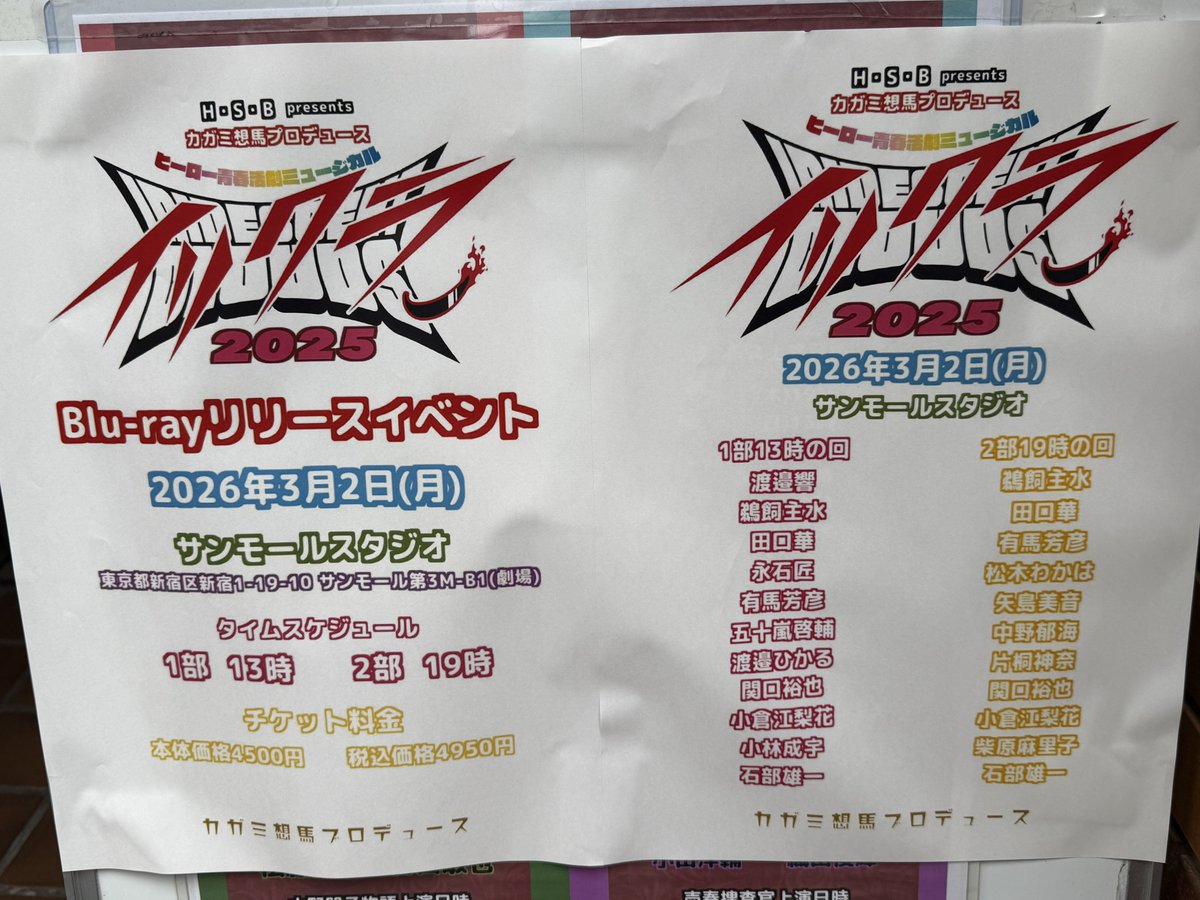 H・S・B presents
カガミ想馬プロデュース
ヒーロー青春活劇ミュージカル
イノクラ
2025
Blu-rayリリースイベント
2026年3月2日(月)
サンモールスタジオ
東京都新宿区新宿1-19-10 サンモール第3M-B1(劇場)
タイムスケジュール
1部 13時 2部 19時
チケット料金
本体価格4500円 税込価格4950円
カガミ想馬プロデュース
H・S・B presents
カガミ想馬プロデュース
ヒーロー青春活劇ミュージカル
イノクラ
2025
2026年3月2日(月)
サンモールスタジオ
1部13時の回
渡邉響
鵜飼主水
田口華
永石匠
有馬芳彦
五十嵐啓輔
渡邉ひかる
関口裕也
小倉江梨花
小林成宇
石部雄一
2部19時の回
鵜飼主水
田口華
有馬芳彦
松木わかは
矢島美音
中野郁海
片桐神奈
関口裕也
小倉江梨花
柴原麻里子
石部雄一
カガミ想馬プロデュース
青春捜査官上演日時